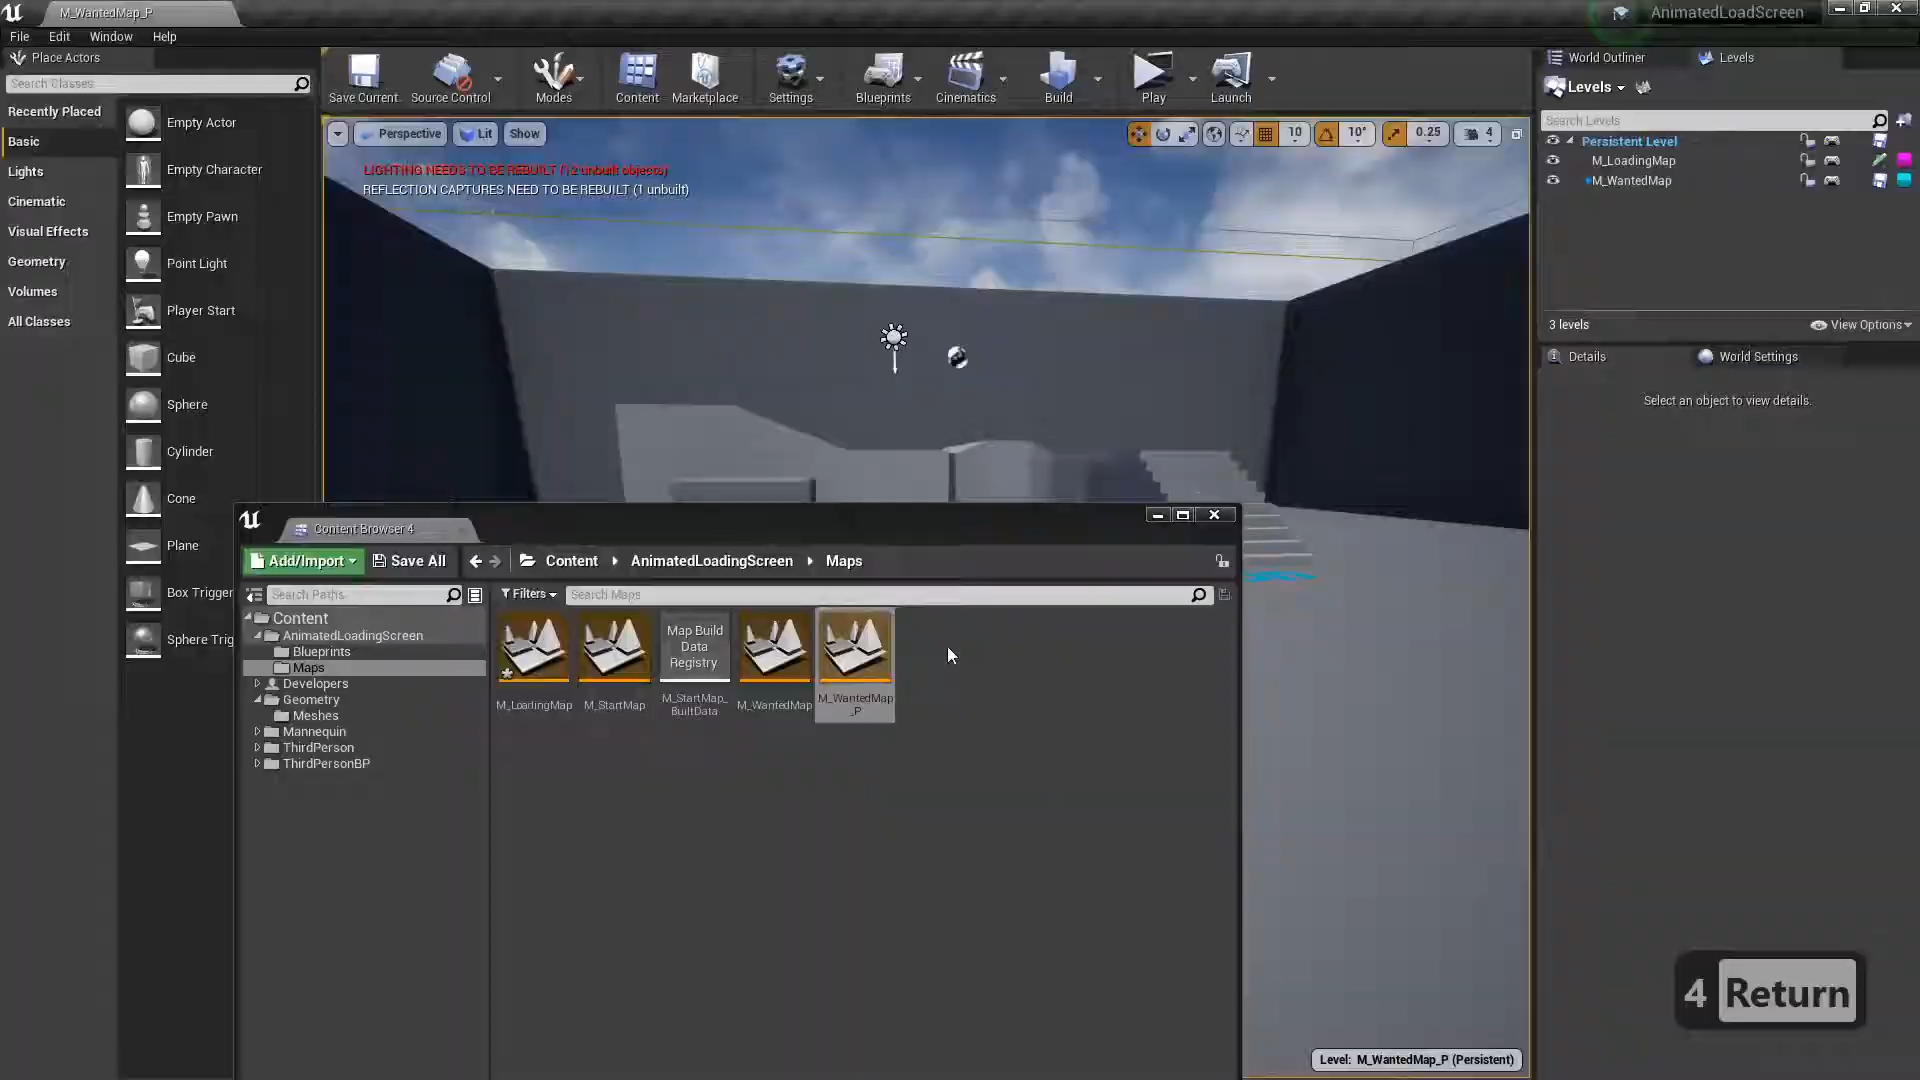 M_WantedMap_P
AnimatedLoadScreen
File Edit Window Help
Place Actors
Search Classes
Recently Placed
Basic
Lights
Cinematic
Visual Effects
Geometry
Volumes
All Classes
Empty Actor
Empty Character
Empty Pawn
Point Light
Player Start
Cube
Sphere
Cylinder
Cone
Plane
Box Trigger
Sphere Trig
Save Current
Source Control
Modes
Content
Marketplace
Settings
Blueprints
Cinematics
Build
Play
Launch
Perspective
Lit
Show
10
10°
0.25
4
LIGHTING NEEDS TO BE REBUILT (12 unbuilt objects)
REFLECTION CAPTURES NEED TO BE REBUILT (1 unbuilt)
World Outliner
Levels
Levels
Search Levels
Persistent Level
M_LoadingMap
M_WantedMap
3 levels
View Options
Details
World Settings
Select an object to view details.
Content Browser 4
Add/Import
Save All
Content
AnimatedLoadingScreen
Maps
Search Paths
Filters
Search Maps
Content
AnimatedLoadingScreen
Blueprints
Maps
Developers
Geometry
Meshes
Mannequin
ThirdPerson
ThirdPersonBP
Map Build
Data
Registry
M_LoadingMap
M_StartMap
M_StartMap_
BuiltData
M_WantedMap
M_WantedMap
_P
4 Return
Level: M_WantedMap_P (Persistent)